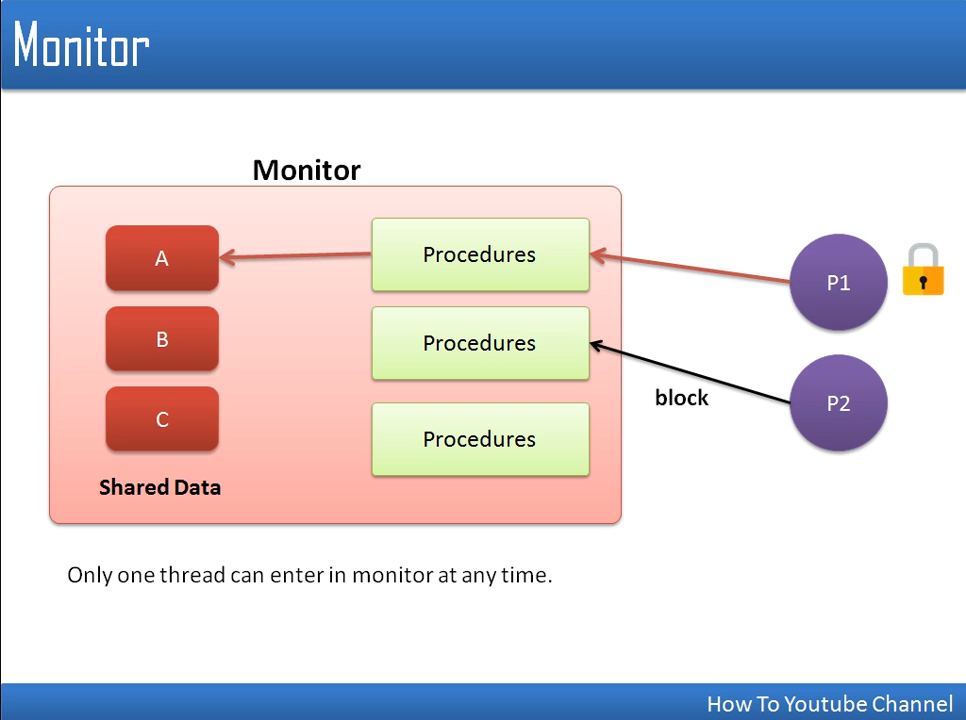 Monitor
Monitor
A
Procedures
P1
B
Procedures
block
P2
C
Procedures
Shared Data
Only one thread can enter in monitor at any time.
How To Youtube Channel